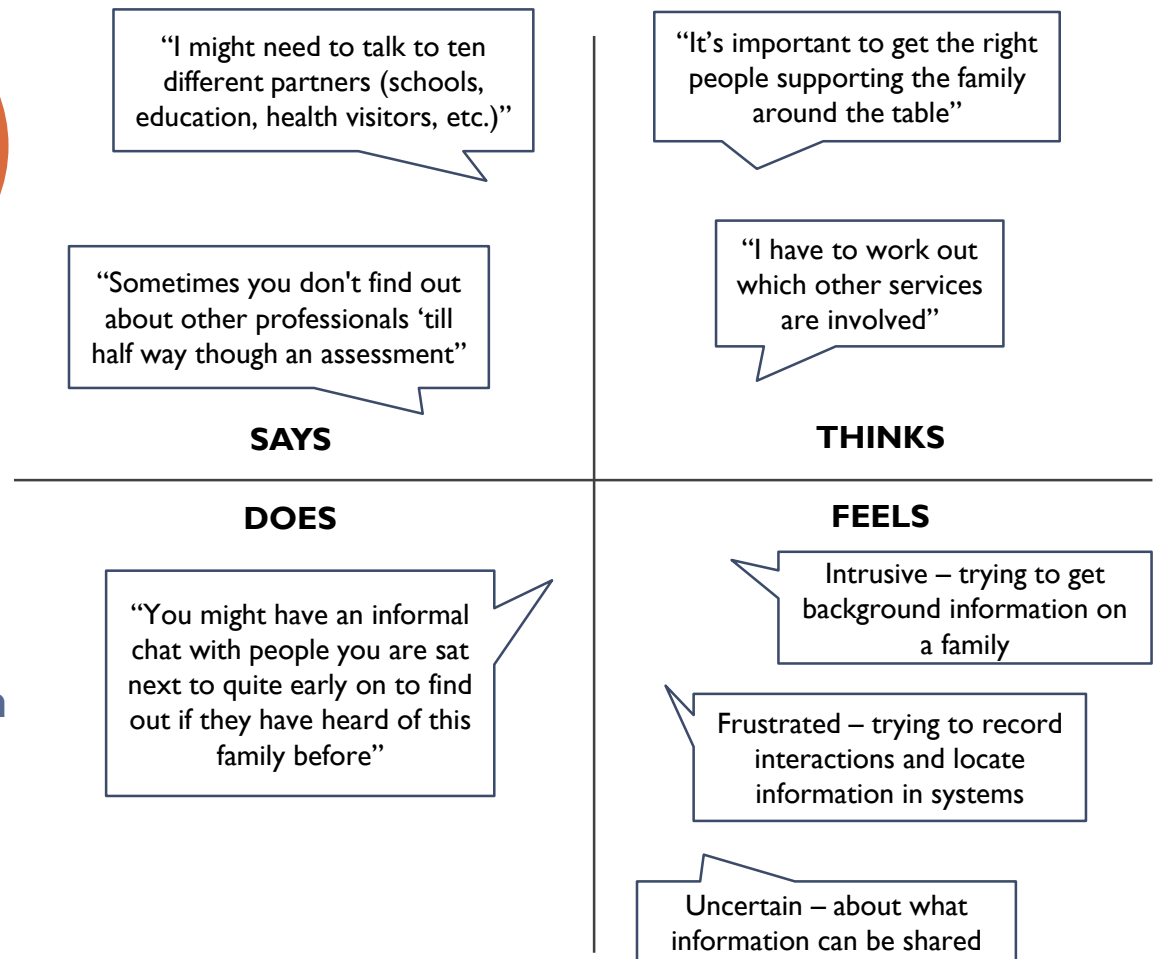 “I might need to talk to ten
different partners (schools,
education, health visitors, etc.)”
“Sometimes you don't find out
about other professionals ‘till
half way though an assessment”
SAYS
“It’s important to get the right
people supporting the family
around the table”
“I have to work out
which other services
are involved”
THINKS
DOES
“You might have an informal
chat with people you are sat
next to quite early on to find
out if they have heard of this
family before”
FEELS
Intrusive – trying to get
background information on
a family
Frustrated – trying to record
interactions and locate
information in systems
Uncertain – about what
information can be shared